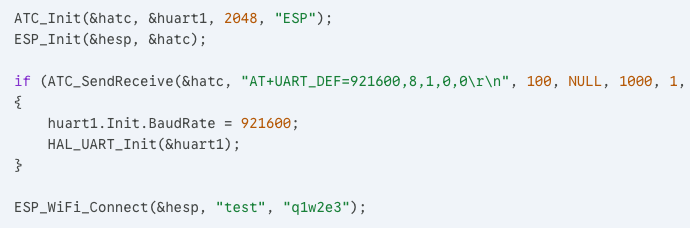 ATC_Init(&hatc, &huart1, 2048, "ESP");
ESP_Init(&hesp, &hatc);
if (ATC_SendReceive(&hatc, "AT+UART_DEF=921600,8,1,0,0\r\n", 100, NULL, 1000, 1,
{
huart1.Init.BaudRate = 921600;
HAL_UART_Init(&huart1);
}
ESP_WiFi_Connect(&hesp, "test", "q1w2e3");